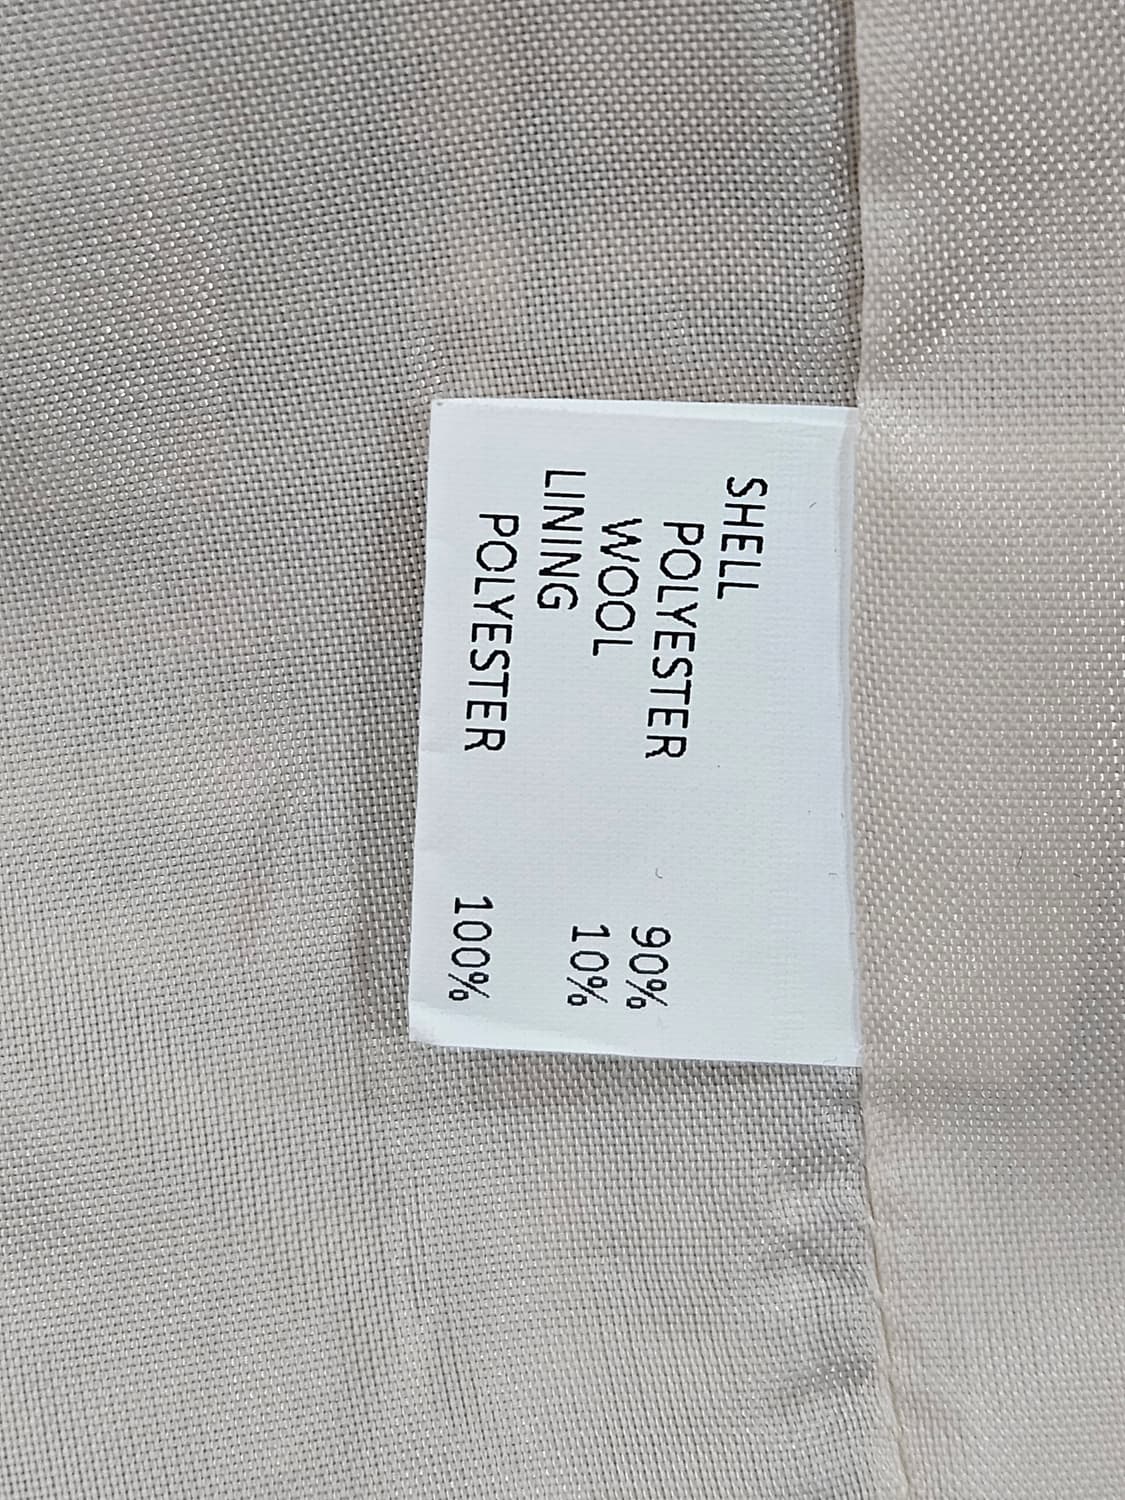 SHELL
POLYESTER 90%
WOOL 10%
LINING
POLYESTER 100%